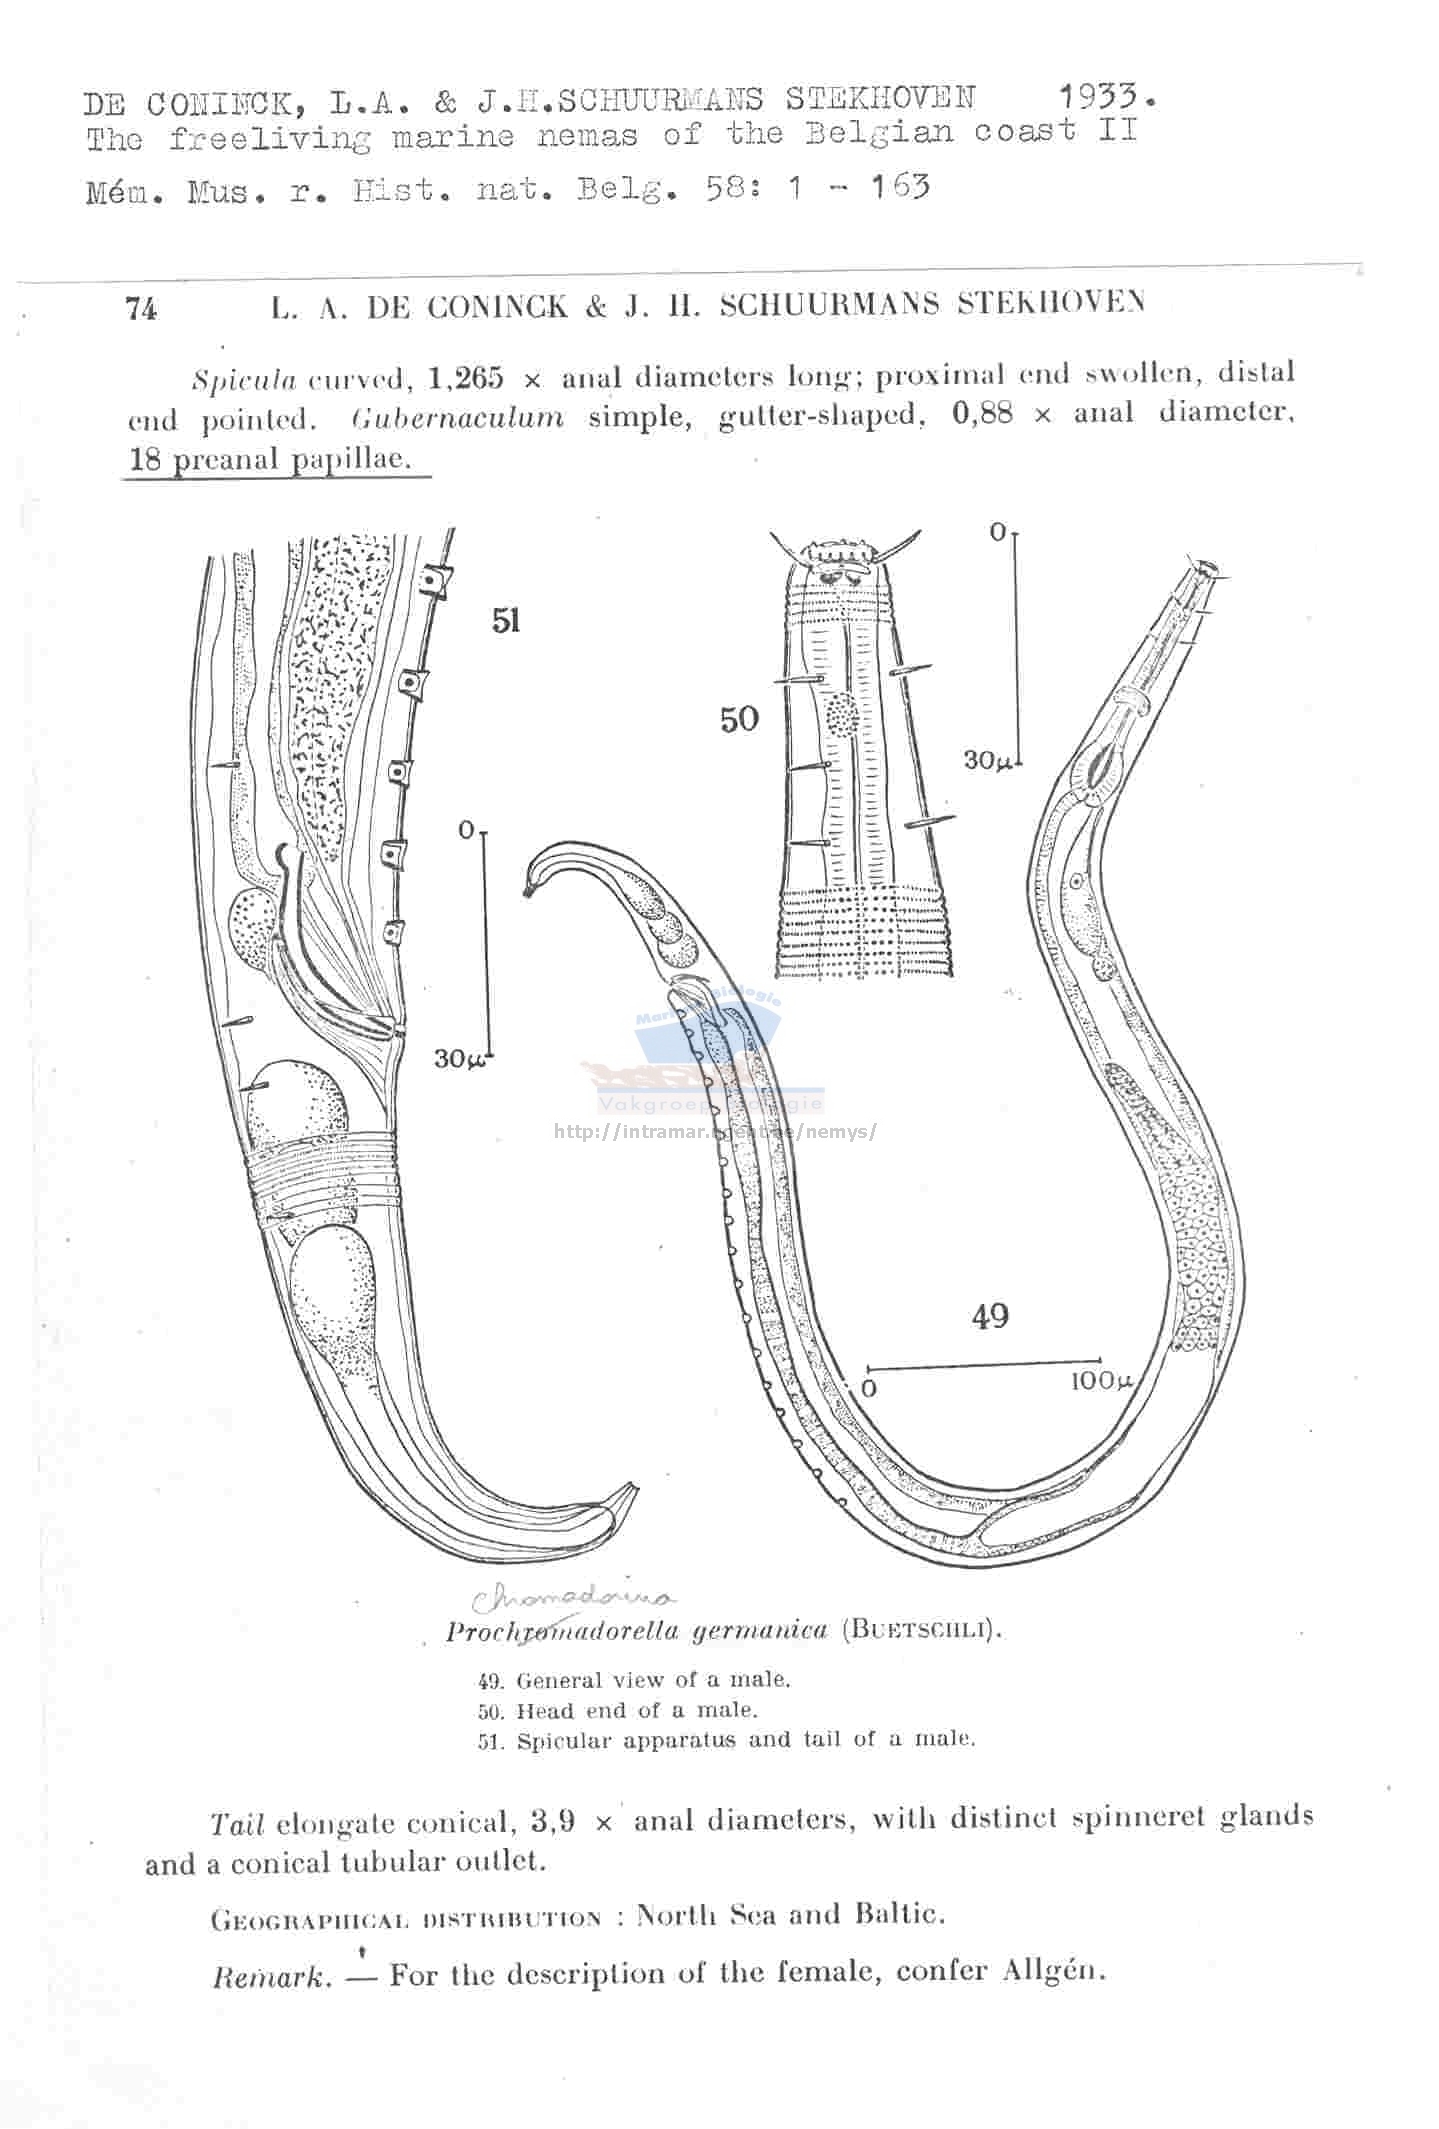 DE CONINCK, L.A. & J.H.SCHUURMANS STEKHOVEN 1933.
The freeliving marine nemas of the Belgian coast II
Mém. Mus. r. Hist. nat. Belg. 58: 1 - 163
74 L. A. DE CONINCK & J. H. SCHUURMANS STEKHOVEN
Spicula curved, 1,265 × anal diameters long; proximal end swollen, distal
end pointed. Gubernaculum simple, gutter-shaped, 0,88 × anal diameter,
18 preanal papillae.
51
0
30μ
50
0
30μ
49
0 100μ
Marine Biologie
Vakgroep Biologie
http://intramar.ugent.be/nemys/
Chromadorina
Prochromadorella germanica (BUETSCHLI).
49. General view of a male.
50. Head end of a male.
51. Spicular apparatus and tail of a male.
Tail elongate conical, 3,9 × anal diameters, with distinct spinneret glands
and a conical tubular outlet.
GEOGRAPHICAL DISTRIBUTION : North Sea and Baltic.
Remark. — For the description of the female, confer Allgén.